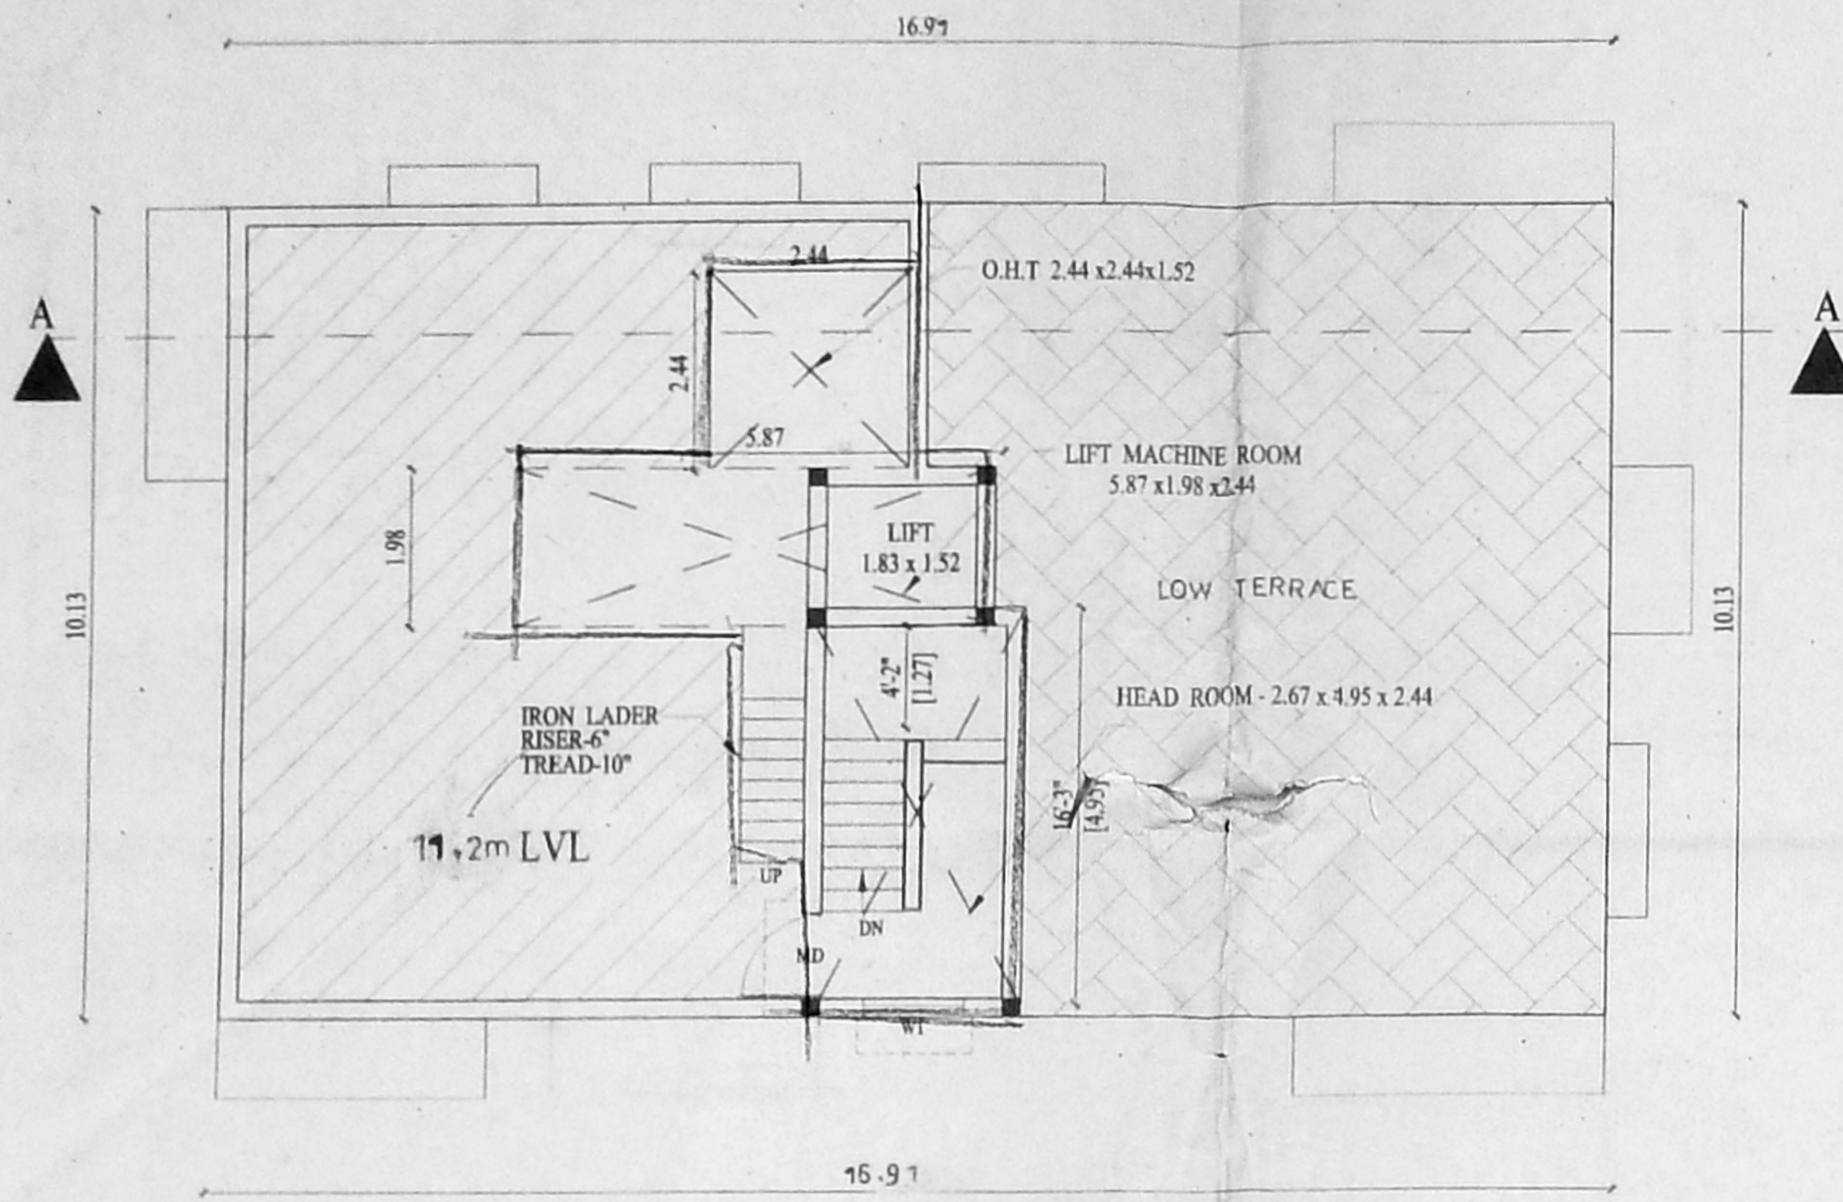 16.91
2.44
O.H.T 2.44 x2.44x1.52
A
A
2.44
5.87
LIFT MACHINE ROOM
5.87 x1.98 x2.44
1.98
LIFT
1.83 x 1.52
LOW TERRACE
10.13
10.13
4'-2"
[1.27]
HEAD ROOM - 2.67 x 4.95 x 2.44
IRON LADER
RISER-6"
TREAD-10"
16'-3"
[4.95]
11.2m LVL
UP
DN
MD
W1